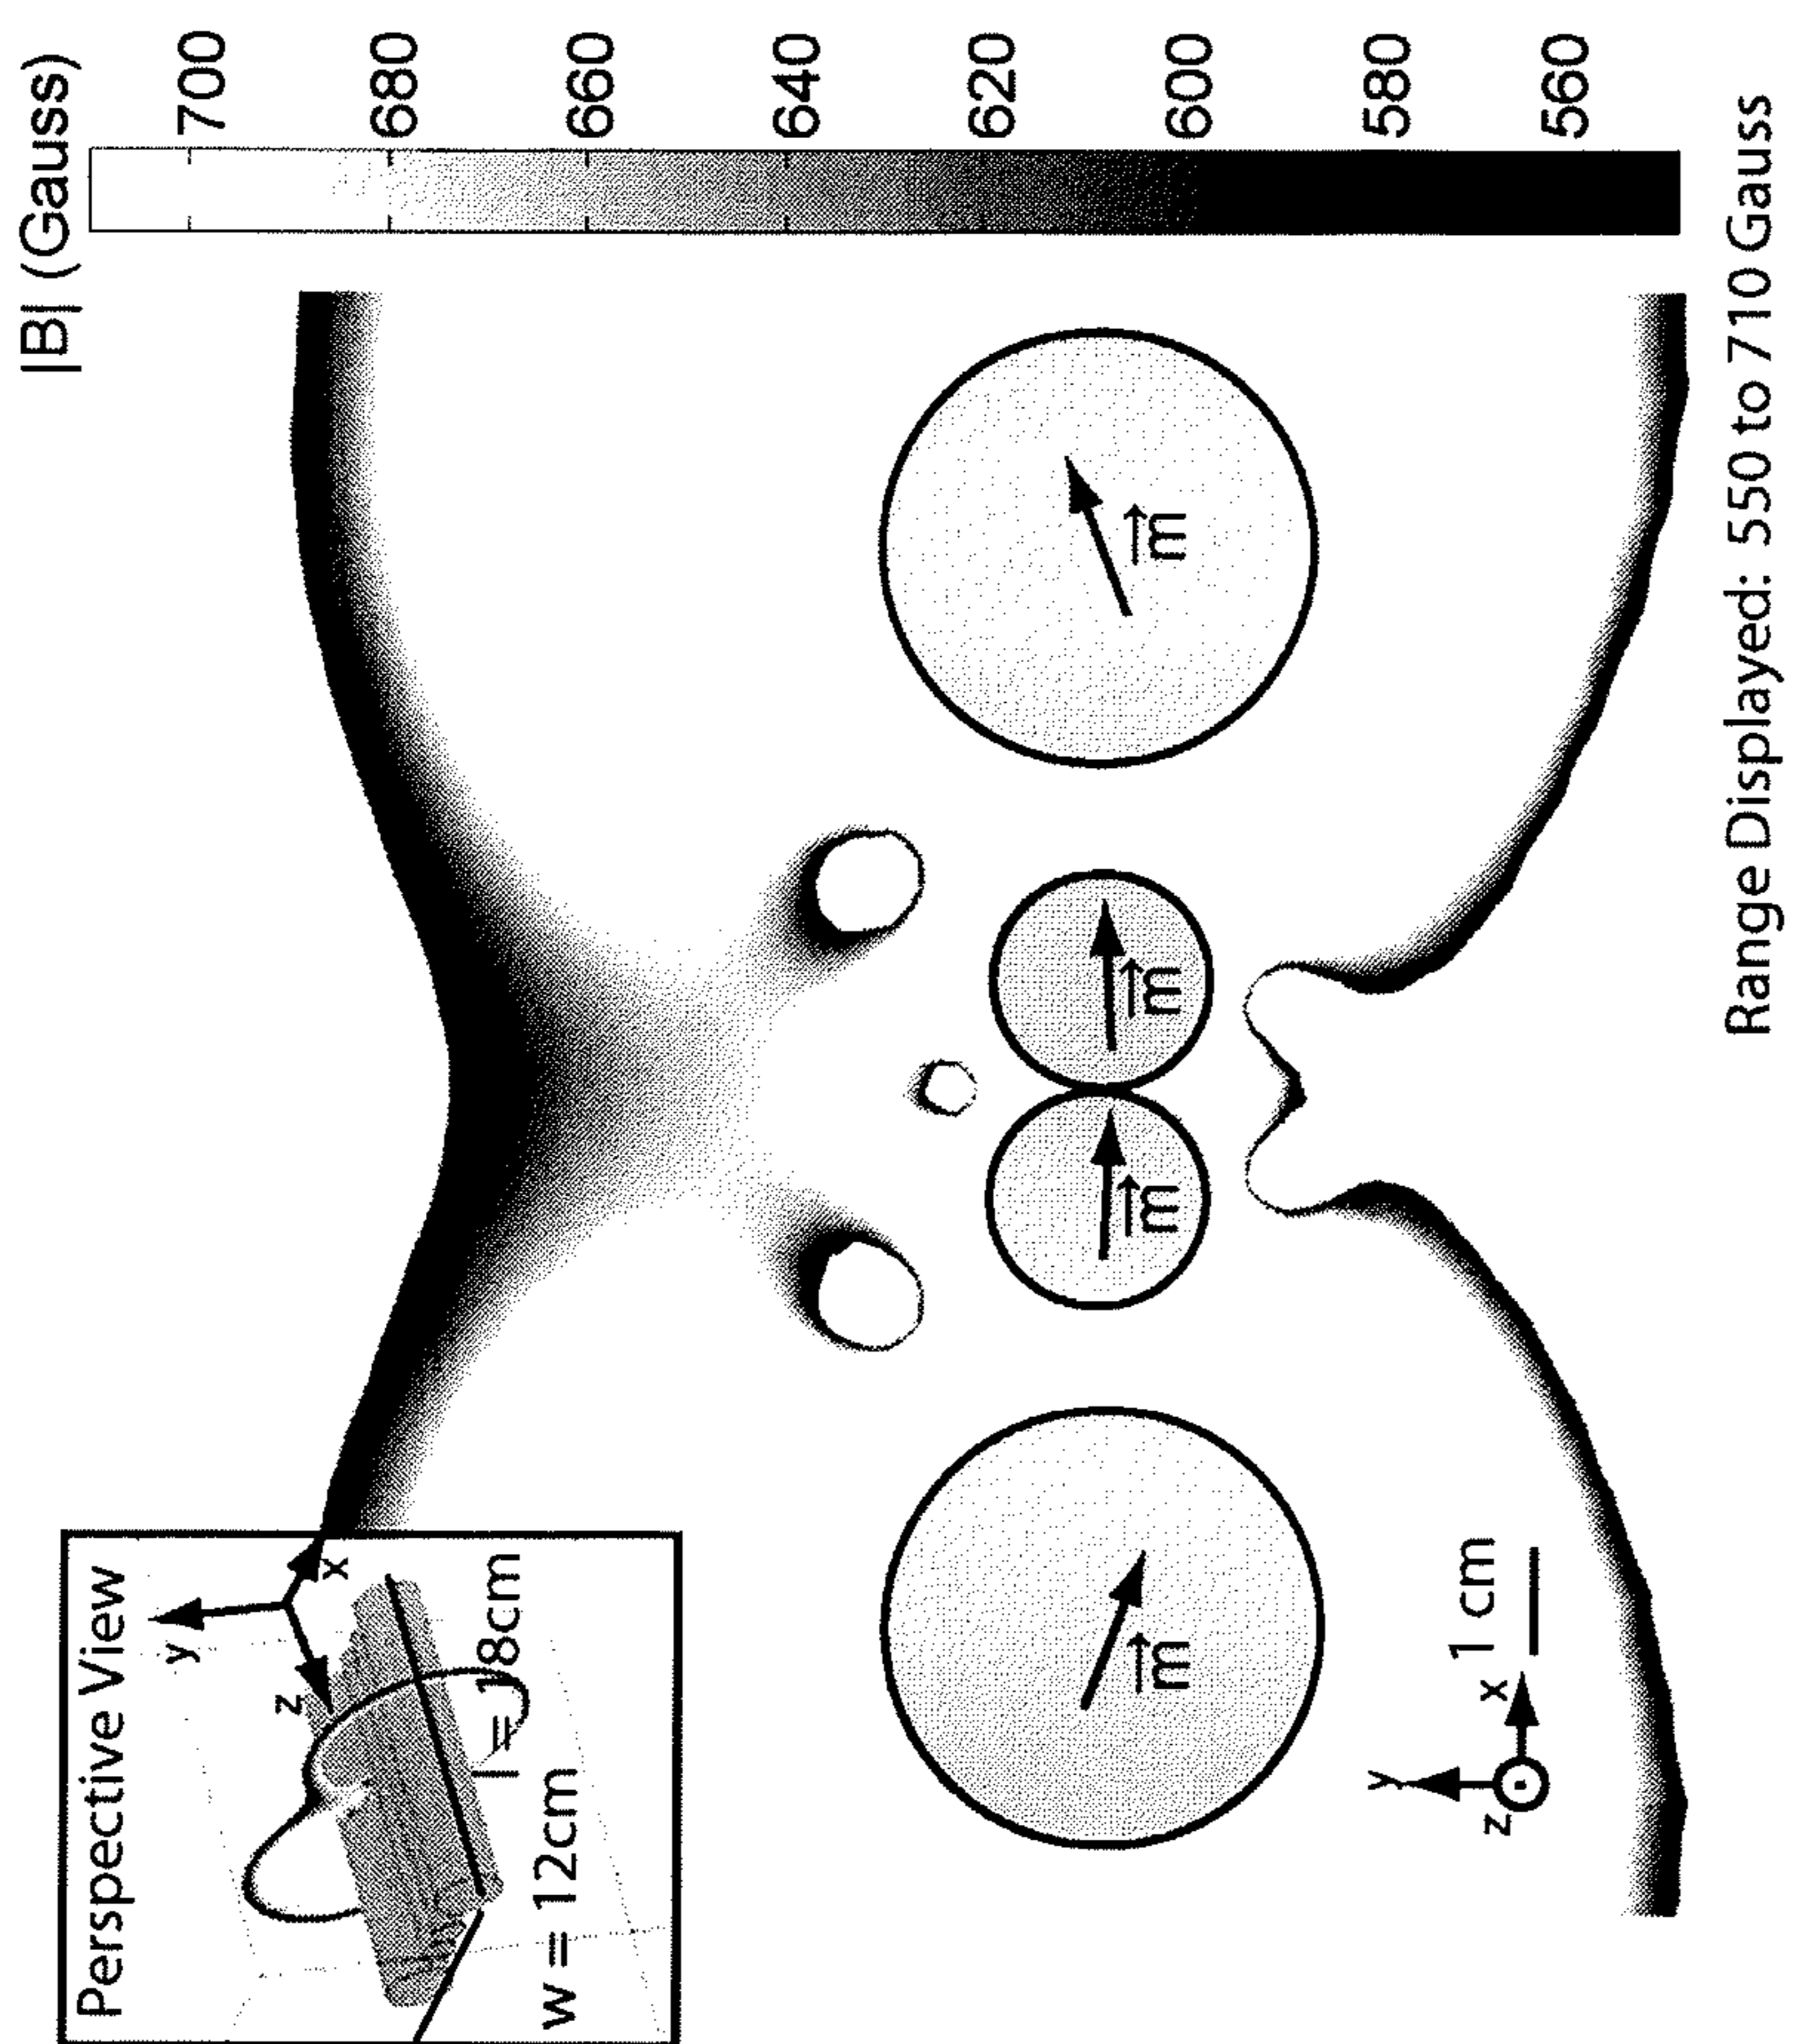 |B| (Gauss)
700
680
660
640
620
600
580
560
Perspective View
y
x
z
l = 18cm
w = 12cm
m
m
m
m
y
z
x
1 cm
Range Displayed: 550 to 710 Gauss